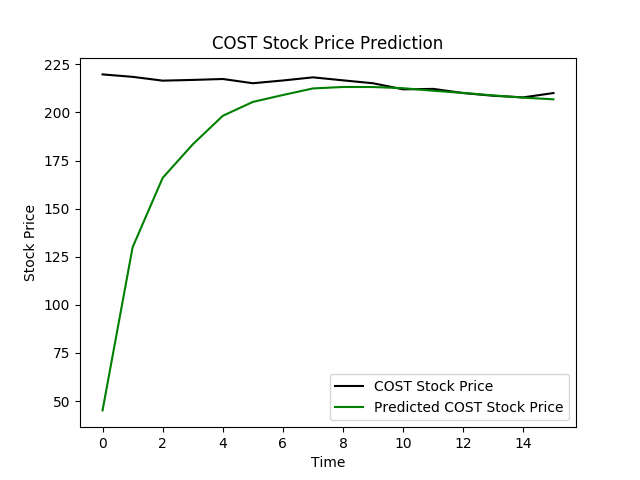 COST Stock Price Prediction
Stock Price
225
200
175
150
125
100
75
50
COST Stock Price
Predicted COST Stock Price
0 2 4 6 8 10 12 14
Time